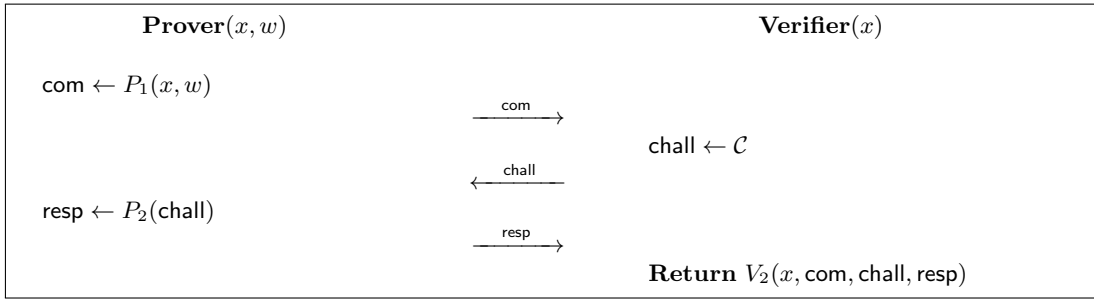 Prover(x, w) Verifier(x)
com ← P₁(x, w)
com
chall ← 𝒞
chall
resp ← P₂(chall)
resp
Return V₂(x, com, chall, resp)